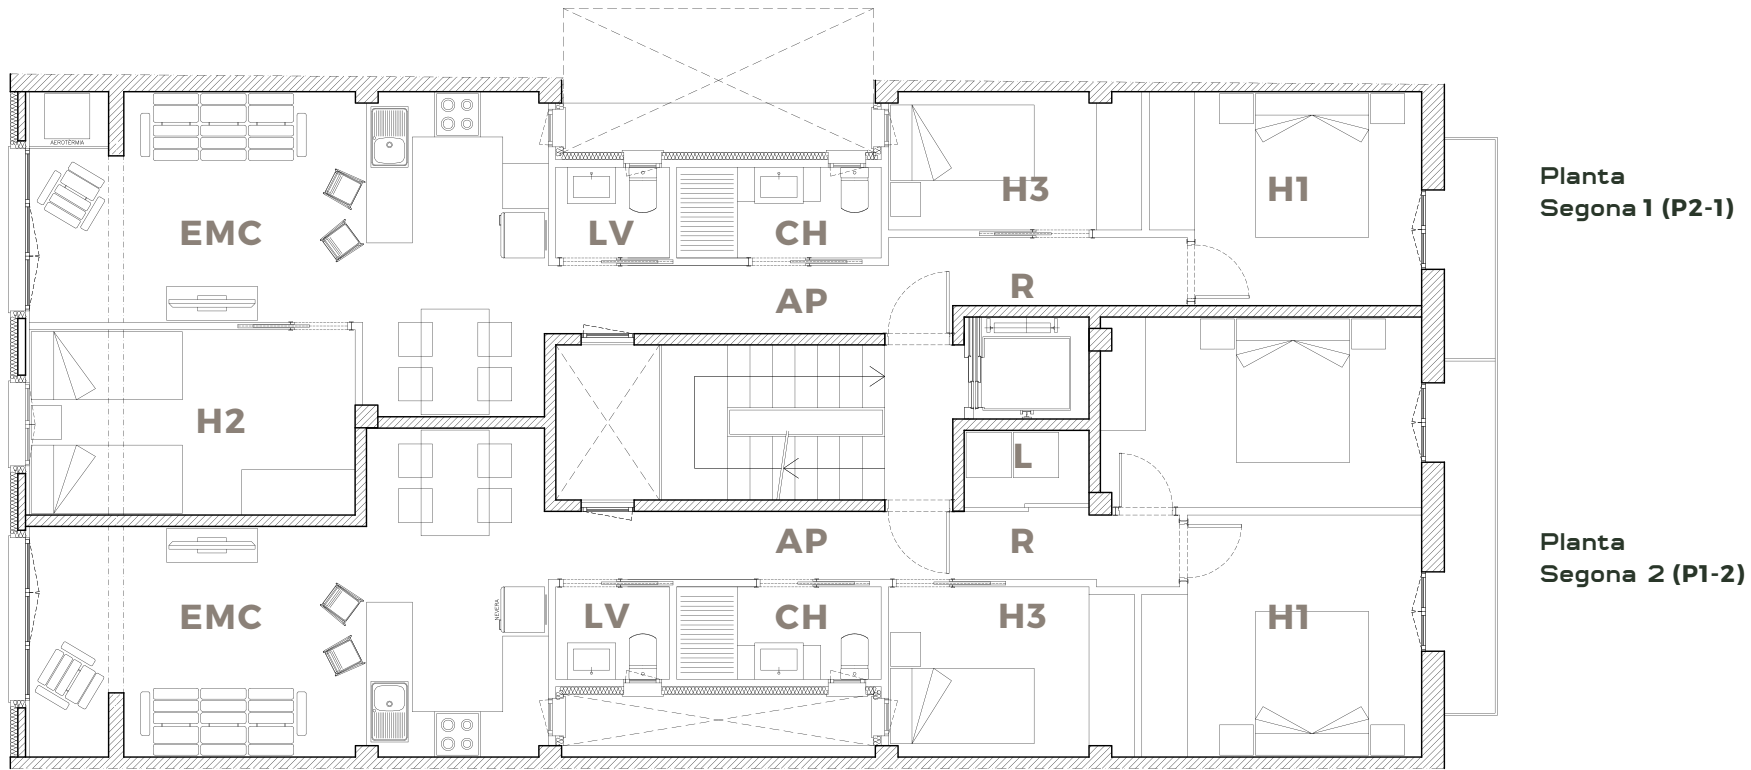 AEROTÈRMIA
H3
H1
Planta
Segona 1 (P2-1)
EMC
LV
CH
R
AP
H2
L
AP
R
Planta
Segona 2 (P1-2)
NEVERA
EMC
LV
CH
H3
H1